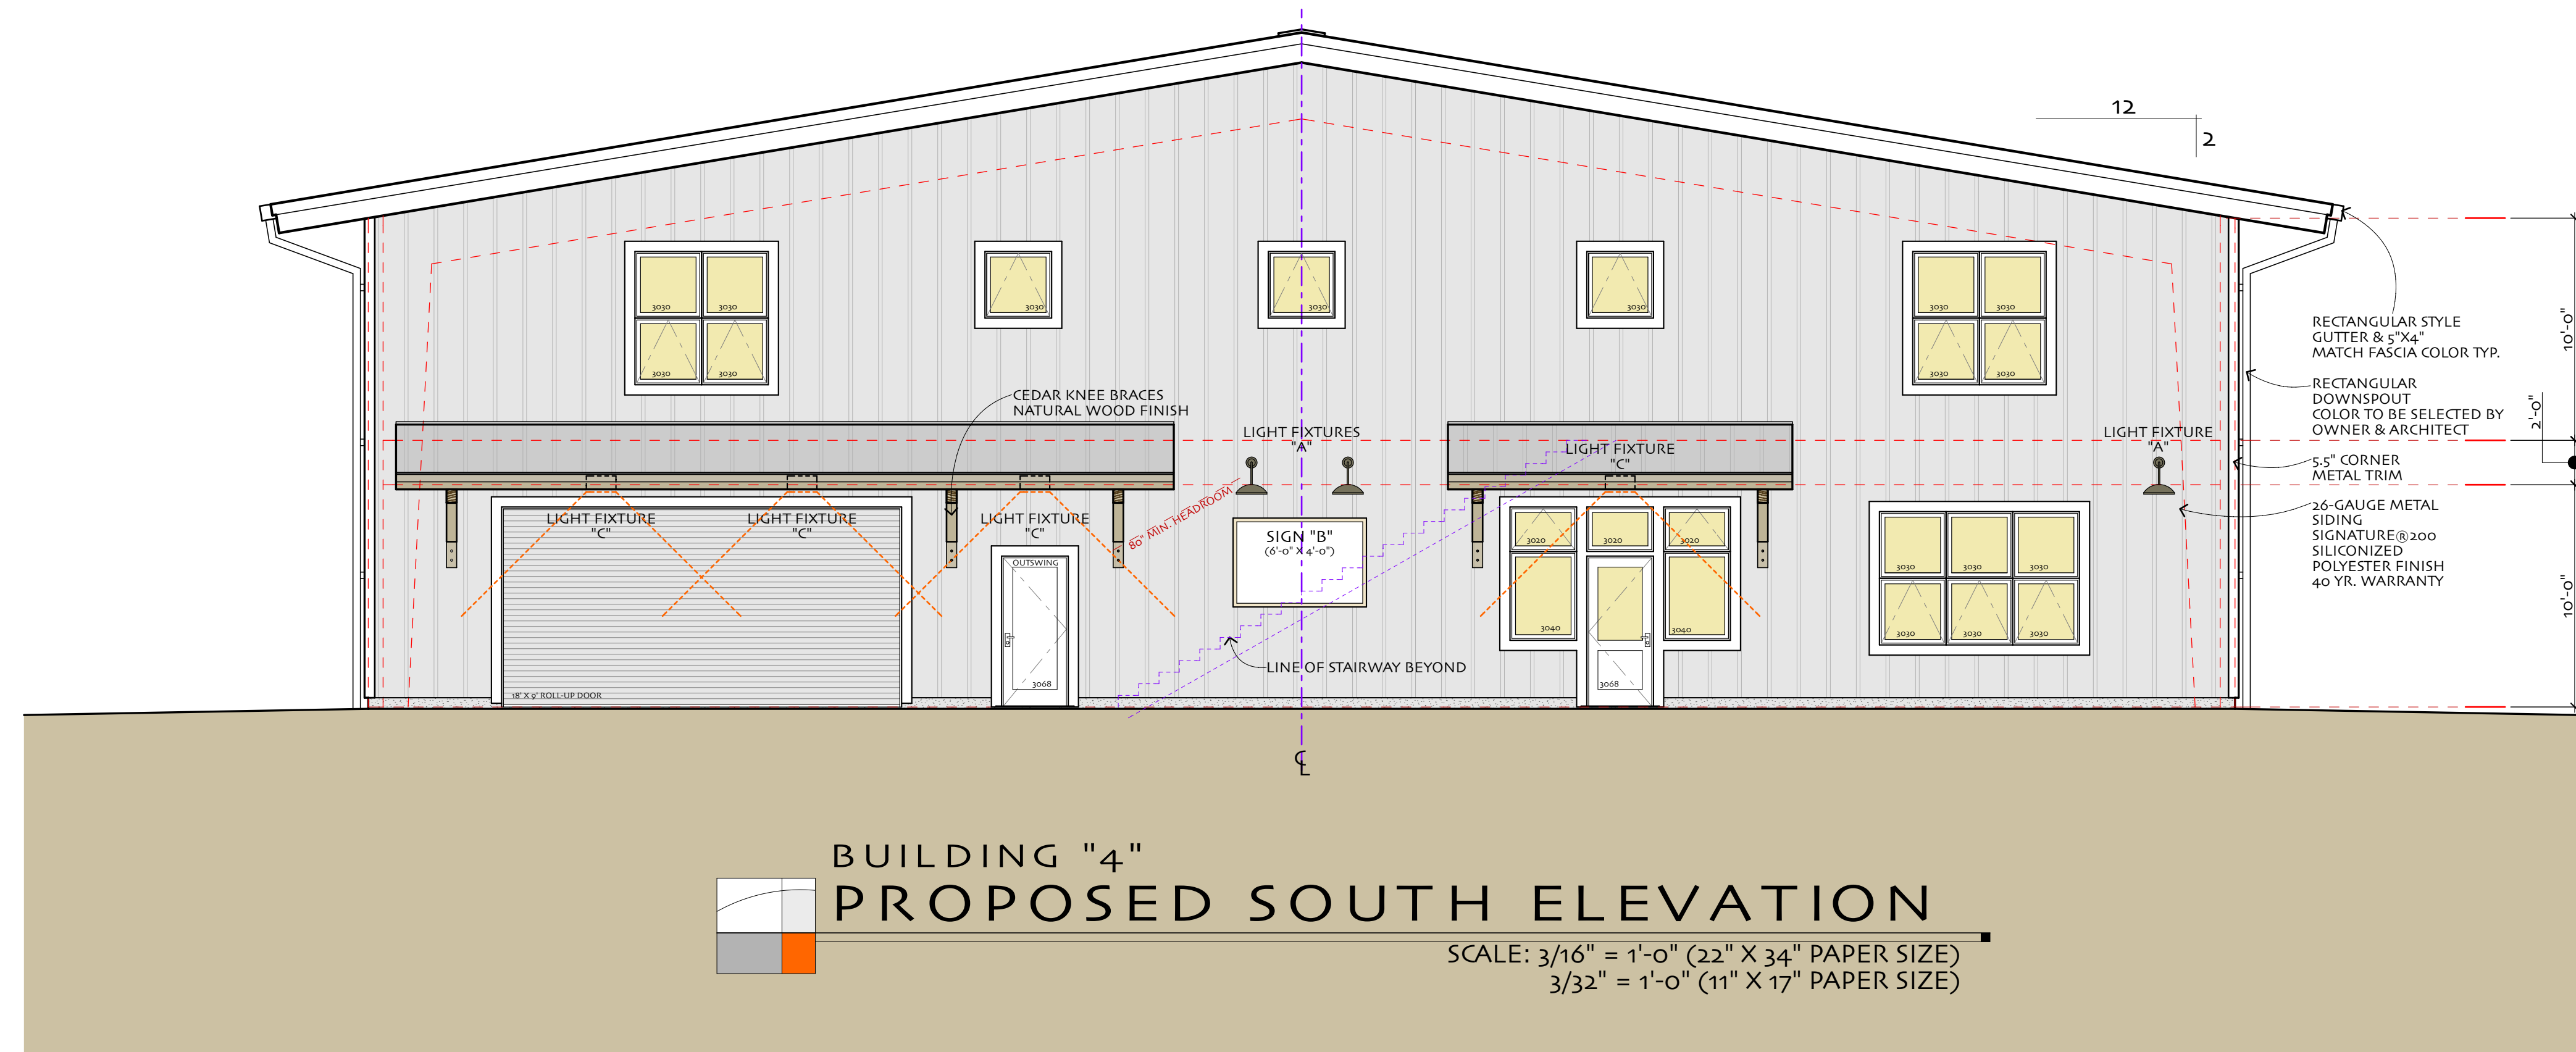 12
2
3030 3030
3030 3030
3030
3030
3030
3030 3030
3030 3030
RECTANGULAR STYLE
GUTTER & 5"X4"
MATCH FASCIA COLOR TYP.
10'-0"
RECTANGULAR
DOWNSPOUT
COLOR TO BE SELECTED BY
OWNER & ARCHITECT
2'-0"
CEDAR KNEE BRACES
NATURAL WOOD FINISH
LIGHT FIXTURES
"A"
LIGHT FIXTURE
"C"
LIGHT FIXTURE
"A"
5.5" CORNER
METAL TRIM
26-GAUGE METAL
SIDING
SIGNATURE®200
SILICONIZED
POLYESTER FINISH
40 YR. WARRANTY
10'-0"
LIGHT FIXTURE
"C"
LIGHT FIXTURE
"C"
LIGHT FIXTURE
"C"
80" MIN. HEADROOM
SIGN "B"
(6'-0" X 4'-0")
OUTSWING
3068
18' X 9' ROLL-UP DOOR
3020 3020 3020
3040 3040
3068
3030 3030 3030
3030 3030 3030
LINE OF STAIRWAY BEYOND
CL
BUILDING "4"
PROPOSED SOUTH ELEVATION
SCALE: 3/16" = 1'-0" (22" X 34" PAPER SIZE)
3/32" = 1'-0" (11" X 17" PAPER SIZE)